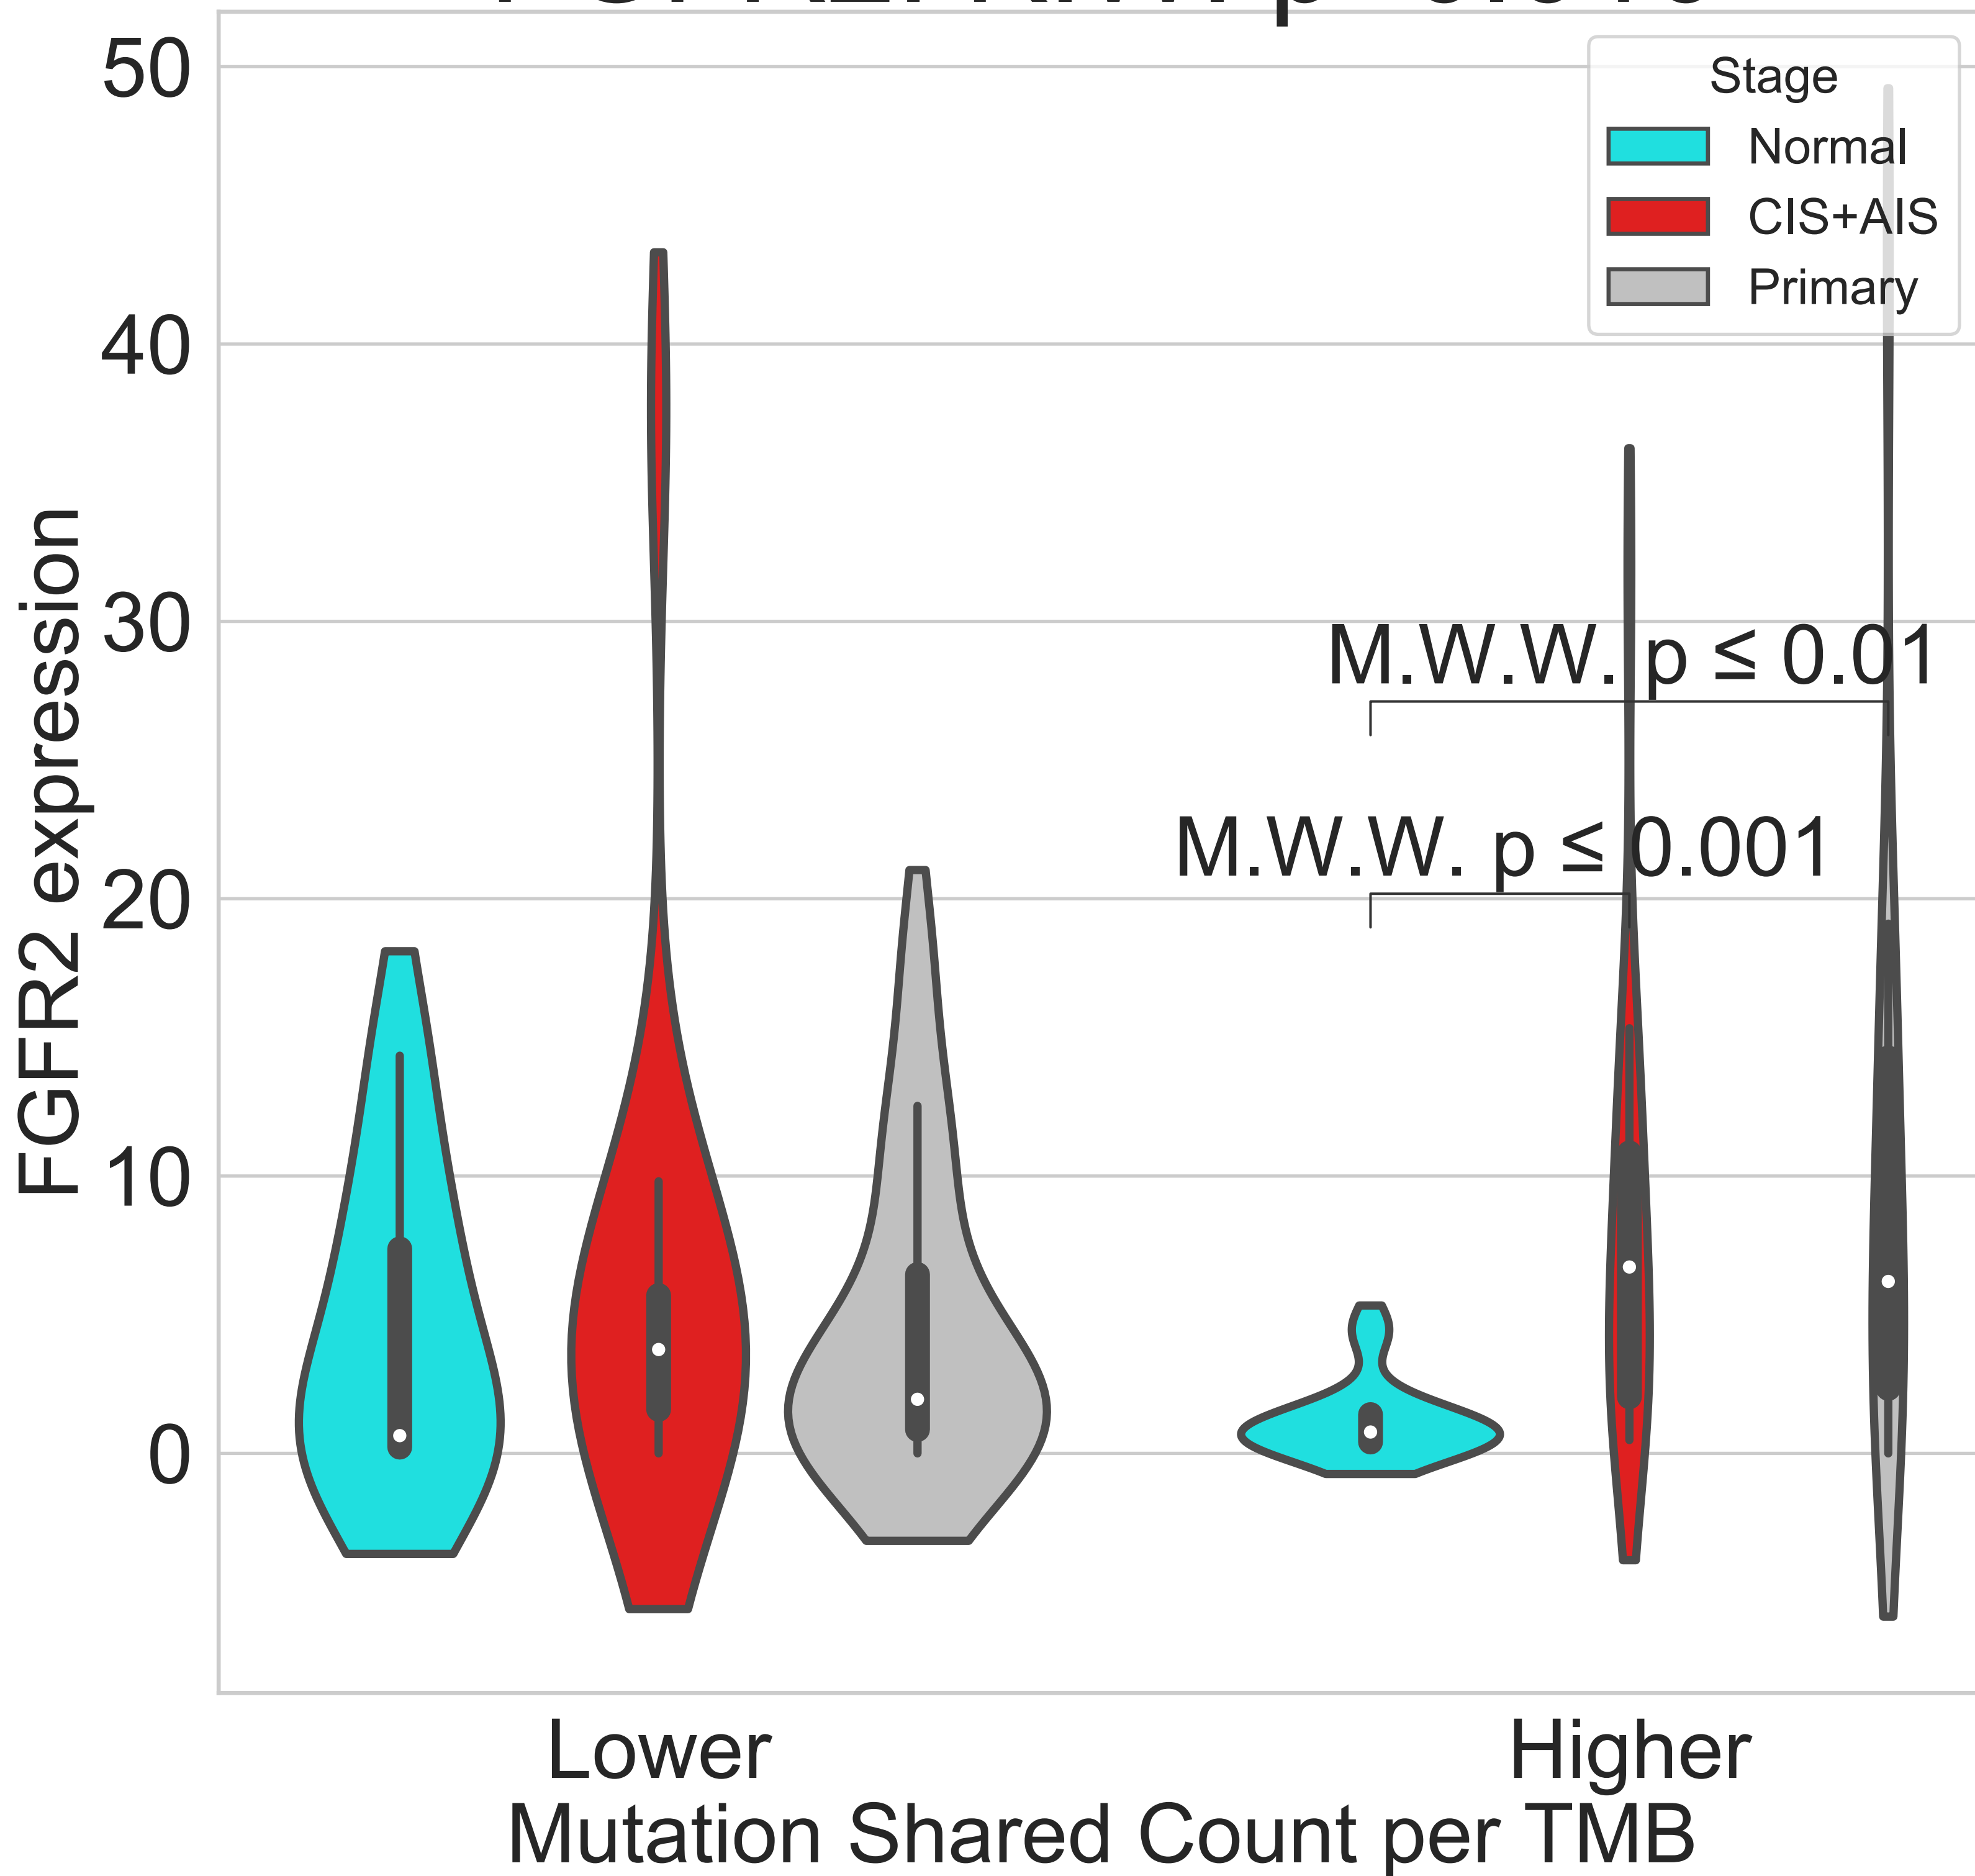 50
40
30
20
10
0
FGFR2 expression
Stage
Normal
CIS+AIS
Primary
M.W.W. p ≤ 0.01
M.W.W. p ≤ 0.001
Lower
Higher
Mutation Shared Count per TMB